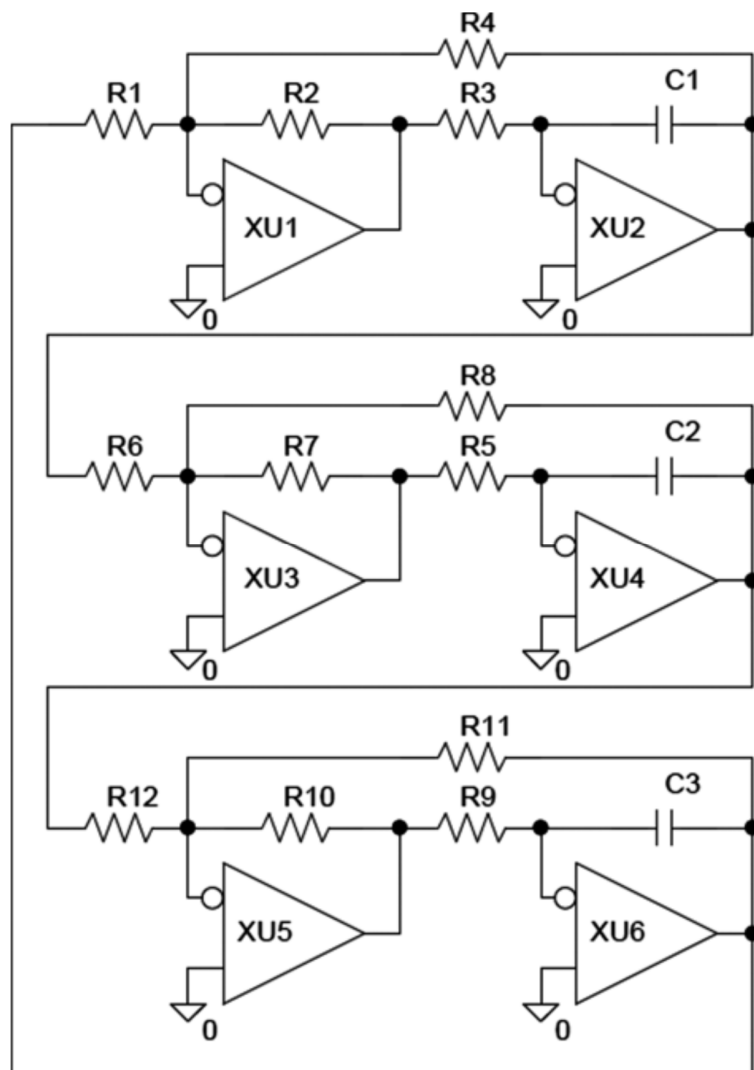 R4
R1 R2 R3 C1
XU1 XU2
0 0
R8
R6 R7 R5 C2
XU3 XU4
0 0
R11
R12 R10 R9 C3
XU5 XU6
0 0